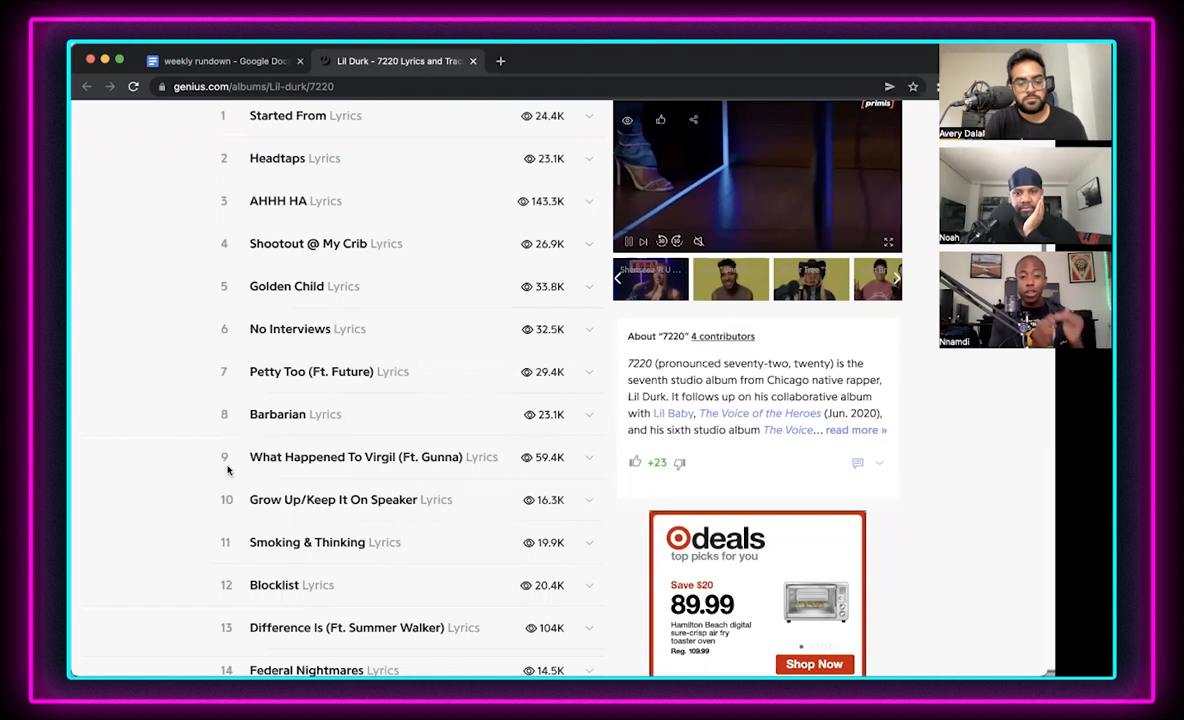 weekly rundown - Google Doc
Lil Durk - 7220 Lyrics and Trac
genius.com/albums/Lil-durk/7220
1 Started From Lyrics 24.4K
2 Headtaps Lyrics 23.1K
3 AHHH HA Lyrics 143.3K
4 Shootout @ My Crib Lyrics 26.9K
5 Golden Child Lyrics 33.8K
6 No Interviews Lyrics 32.5K
7 Petty Too (Ft. Future) Lyrics 29.4K
8 Barbarian Lyrics 23.1K
9 What Happened To Virgil (Ft. Gunna) Lyrics 59.4K
10 Grow Up/Keep It On Speaker Lyrics 16.3K
11 Smoking & Thinking Lyrics 19.9K
12 Blocklist Lyrics 20.4K
13 Difference Is (Ft. Summer Walker) Lyrics 104K
14 Federal Nightmares Lyrics 14.5K
[primis]
About “7220” 4 contributors
7220 (pronounced seventy-two, twenty) is the
seventh studio album from Chicago native rapper,
Lil Durk. It follows up on his collaborative album
with Lil Baby, The Voice of the Heroes (Jun. 2020),
and his sixth studio album The Voice... read more »
+23
deals
top picks for you
Save $20
89.99
Hamilton Beach digital
sure-crisp air fry
toaster oven
Reg. 109.99
Shop Now
Avery Dalal
Noah
Nnamdi